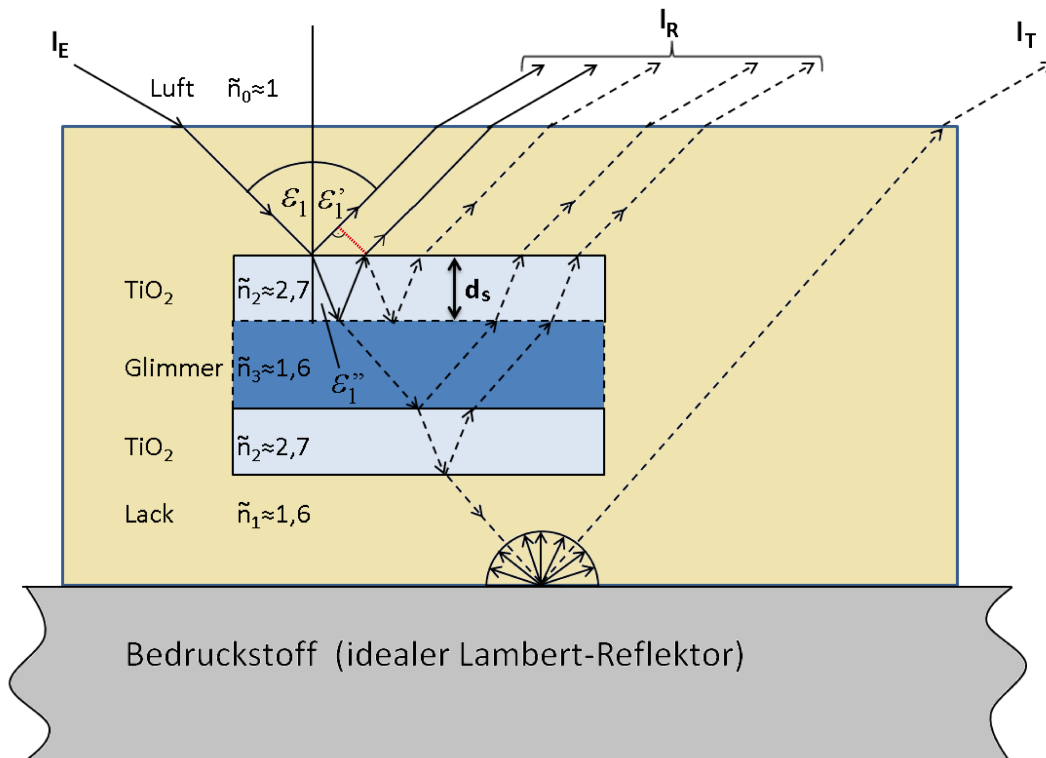 I_E
I_R
I_T
Luft ñ₀≈1
ε₁ ε₁’
TiO₂ ñ₂≈2,7 d_s
Glimmer ñ₃≈1,6 ε₁”
TiO₂ ñ₂≈2,7
Lack ñ₁≈1,6
Bedruckstoff (idealer Lambert-Reflektor)